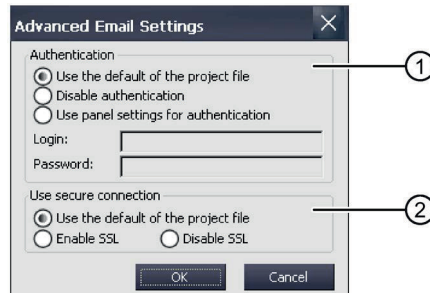 Advanced Email Settings
Authentication
Use the default of the project file
Disable authentication
Use panel settings for authentication
Login:
Password:
Use secure connection
Use the default of the project file
Enable SSL Disable SSL
OK Cancel
1
2